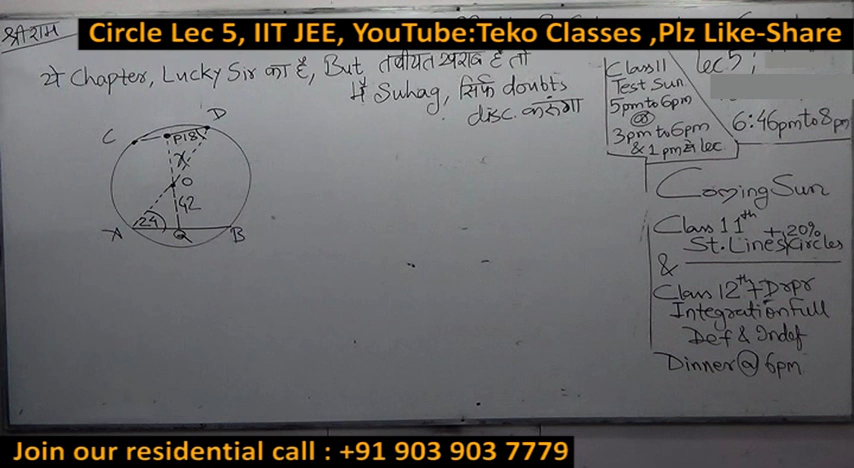 श्री राम
Circle Lec 5, IIT JEE, YouTube:Teko Classes ,Plz Like-Share
ये Chapter, Lucky Sir का है, But तबीयत खराब है तो
मैं Suhag, सिर्फ doubts
disc. करूंगा
C
D
P
18
x
O
42
24
A
Q
B
Class 11
Test Sun.
5pm to 6pm
@
3pm to 6pm
& 1 pm से lec
Lec 5;
6:46pm to 8pm
Coming Sun
Class 11th +20%
St. Lines/Circles
&
Class 12th + Drpr
Integration Full
Def & Indef
Dinner @ 6pm
Join our residential call : +91 903 903 7779